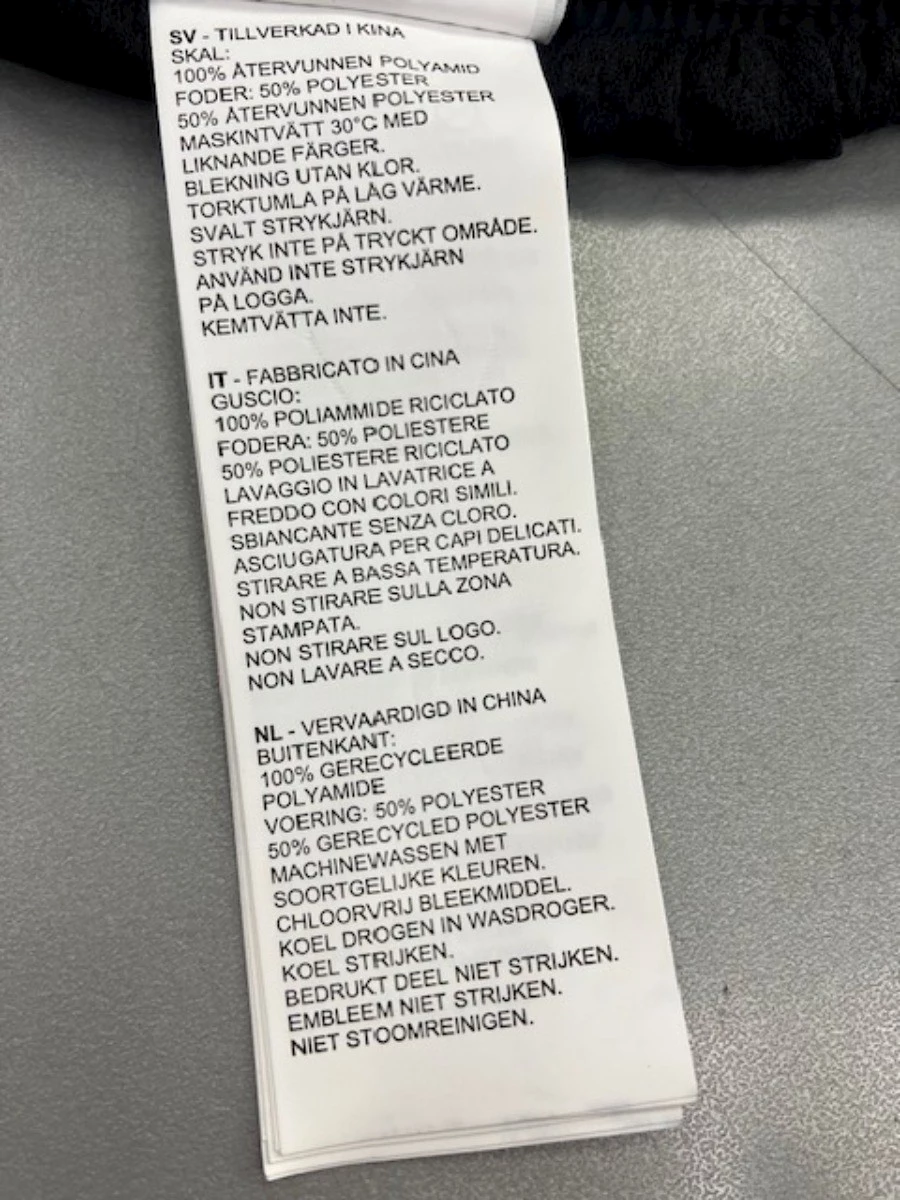 SV - TILLVERKAD I KINA
SKAL:
100% ÅTERVUNNEN POLYAMID
FODER: 50% POLYESTER
50% ÅTERVUNNEN POLYESTER
MASKINTVÄTT 30°C MED
LIKNANDE FÄRGER.
BLEKNING UTAN KLOR.
TORKTUMLA PÅ LÅG VÄRME.
SVALT STRYKJÄRN.
STRYK INTE PÅ TRYCKT OMRÅDE.
ANVÄND INTE STRYKJÄRN
PÅ LOGGA.
KEMTVÄTTA INTE.
IT - FABBRICATO IN CINA
GUSCIO:
100% POLIAMMIDE RICICLATO
FODERA: 50% POLIESTERE
50% POLIESTERE RICICLATO
LAVAGGIO IN LAVATRICE A
FREDDO CON COLORI SIMILI.
SBIANCANTE SENZA CLORO.
ASCIUGATURA PER CAPI DELICATI.
STIRARE A BASSA TEMPERATURA.
NON STIRARE SULLA ZONA
STAMPATA.
NON STIRARE SUL LOGO.
NON LAVARE A SECCO.
NL - VERVAARDIGD IN CHINA
BUITENKANT:
100% GERECYCLEERDE
POLYAMIDE
VOERING: 50% POLYESTER
50% GERECYCLED POLYESTER
MACHINEWASSEN MET
SOORTGELIJKE KLEUREN.
CHLOORVRIJ BLEEKMIDDEL.
KOEL DROGEN IN WASDROGER.
KOEL STRIJKEN.
BEDRUKT DEEL NIET STRIJKEN.
EMBLEEM NIET STRIJKEN.
NIET STOOMREINIGEN.